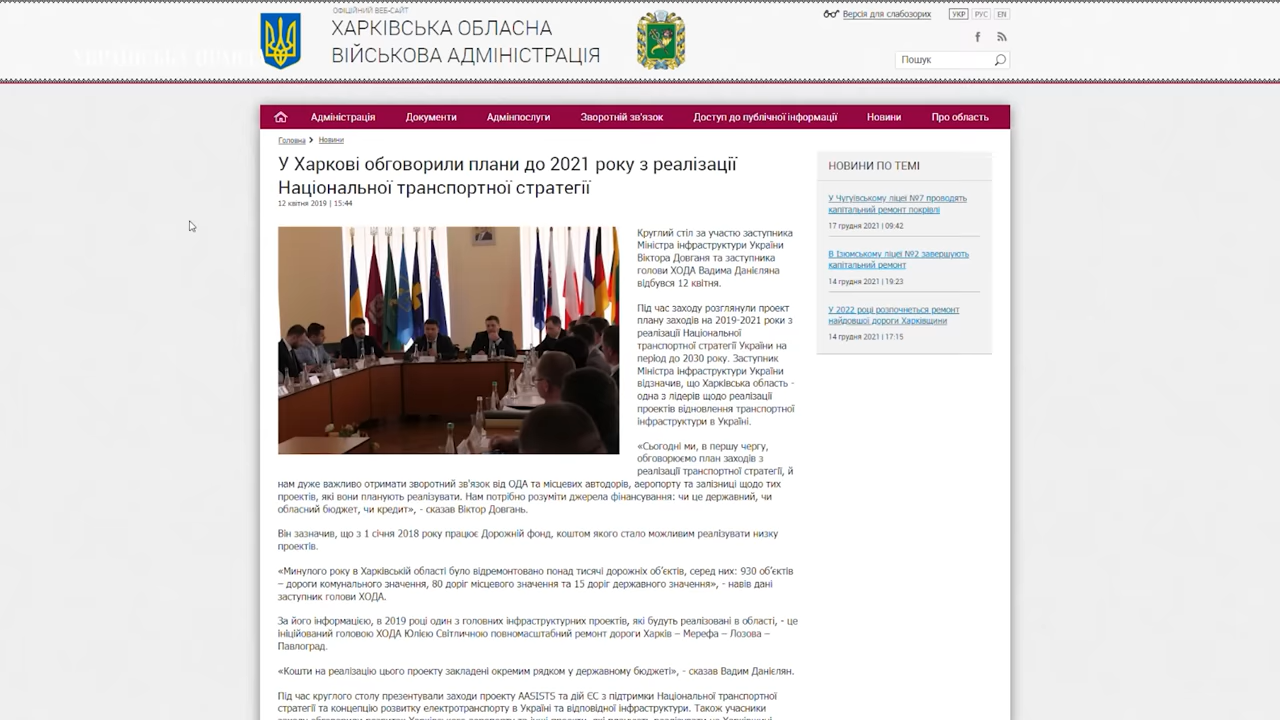 ОФІЦІЙНИЙ ВЕБ-САЙТ
ХАРКІВСЬКА ОБЛАСНА
ВІЙСЬКОВА АДМІНІСТРАЦІЯ
Версія для слабозорих
УКР РУС EN
Пошук
Адміністрація Документи Адмінпослуги Зворотній зв'язок Доступ до публічної інформації Новини Про область
Головна Новини
У Харкові обговорили плани до 2021 року з реалізації
Національної транспортної стратегії
12 квітня 2019 | 15:44
Круглий стіл за участю заступника
Міністра інфраструктури України
Віктора Довганя та заступника
голови ХОДА Вадима Данієляна
відбувся 12 квітня.
Під час заходу розглянули проект
плану заходів на 2019-2021 роки з
реалізації Національної
транспортної стратегії України на
період до 2030 року. Заступник
Міністра інфраструктури України
відзначив, що Харківська область -
одна з лідерів щодо реалізації
проектів відновлення транспортної
інфраструктури в Україні.
«Сьогодні ми, в першу чергу,
обговорюємо план заходів з
реалізації транспортної стратегії, й
нам дуже важливо отримати зворотній зв'язок від ОДА та місцевих автодорів, аеропорту та залізниці щодо тих
проектів, які вони планують реалізувати. Нам потрібно розуміти джерела фінансування: чи це державний, чи
обласний бюджет, чи кредит», - сказав Віктор Довгань.
Він зазначив, що з 1 січня 2018 року працює Дорожній фонд, коштом якого стало можливим реалізувати низку
проектів.
«Минулого року в Харківській області було відремонтовано понад тисячі дорожніх об'єктів, серед них: 930 об'єктів
– дороги комунального значення, 80 доріг місцевого значення та 15 доріг державного значення», - навів дані
заступник голови ХОДА.
За його інформацією, в 2019 році один з головних інфраструктурних проектів, які будуть реалізовані в області, - це
ініційований головою ХОДА Юлією Світличною повномасштабний ремонт дороги Харків – Мерефа – Лозова –
Павлоград.
«Кошти на реалізацію цього проекту закладені окремим рядком у державному бюджеті», - сказав Вадим Данієлян.
Під час круглого столу презентували заходи проекту AASISTS та дій ЄС з підтримки Національної транспортної
стратегії та концепцію розвитку електротранспорту в Україні та відповідної інфраструктури. Також учасники
НОВИНИ ПО ТЕМІ
У Чугуївському ліцеї №7 проводять
капітальний ремонт покрівлі
17 грудня 2021 | 09:42
В Ізюмському ліцеї №2 завершують
капітальний ремонт
14 грудня 2021 | 19:23
У 2022 році розпочнеться ремонт
найдовшої дороги Харківщини
14 грудня 2021 | 17:15